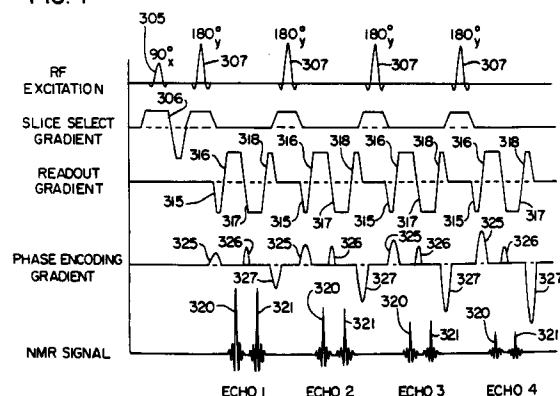 305
90°x
180°y
180°y
180°y
180°y
307
307
307
307
RF
EXCITATION
306
SLICE SELECT
GRADIENT
316
318
316
318
316
318
316
318
READOUT
GRADIENT
315
317
315
317
315
317
315
317
325
326
325
326
325
326
325
326
PHASE ENCODING
GRADIENT
327
327
327
327
320
321
320
321
320
321
320
321
NMR SIGNAL
ECHO 1
ECHO 2
ECHO 3
ECHO 4